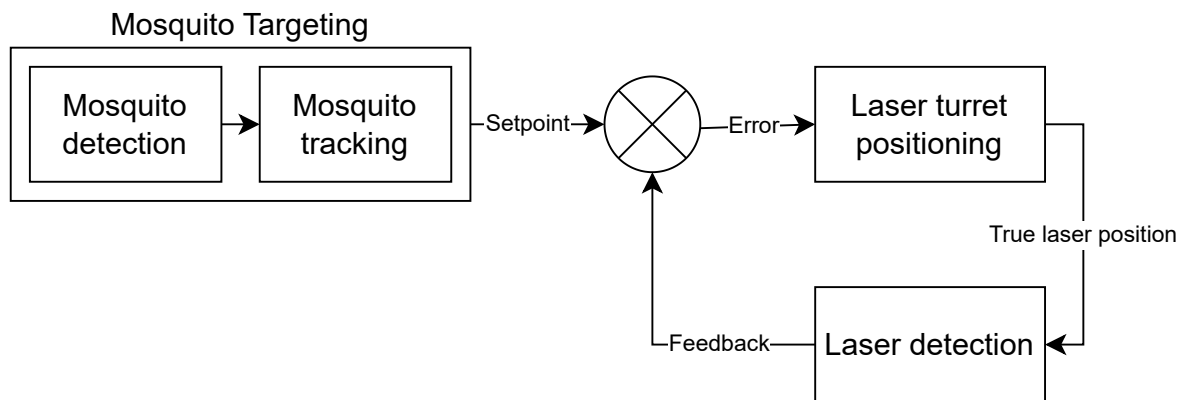 Mosquito Targeting
Mosquito
detection
Mosquito
tracking
Setpoint
Error
Laser turret
positioning
True laser position
Feedback
Laser detection